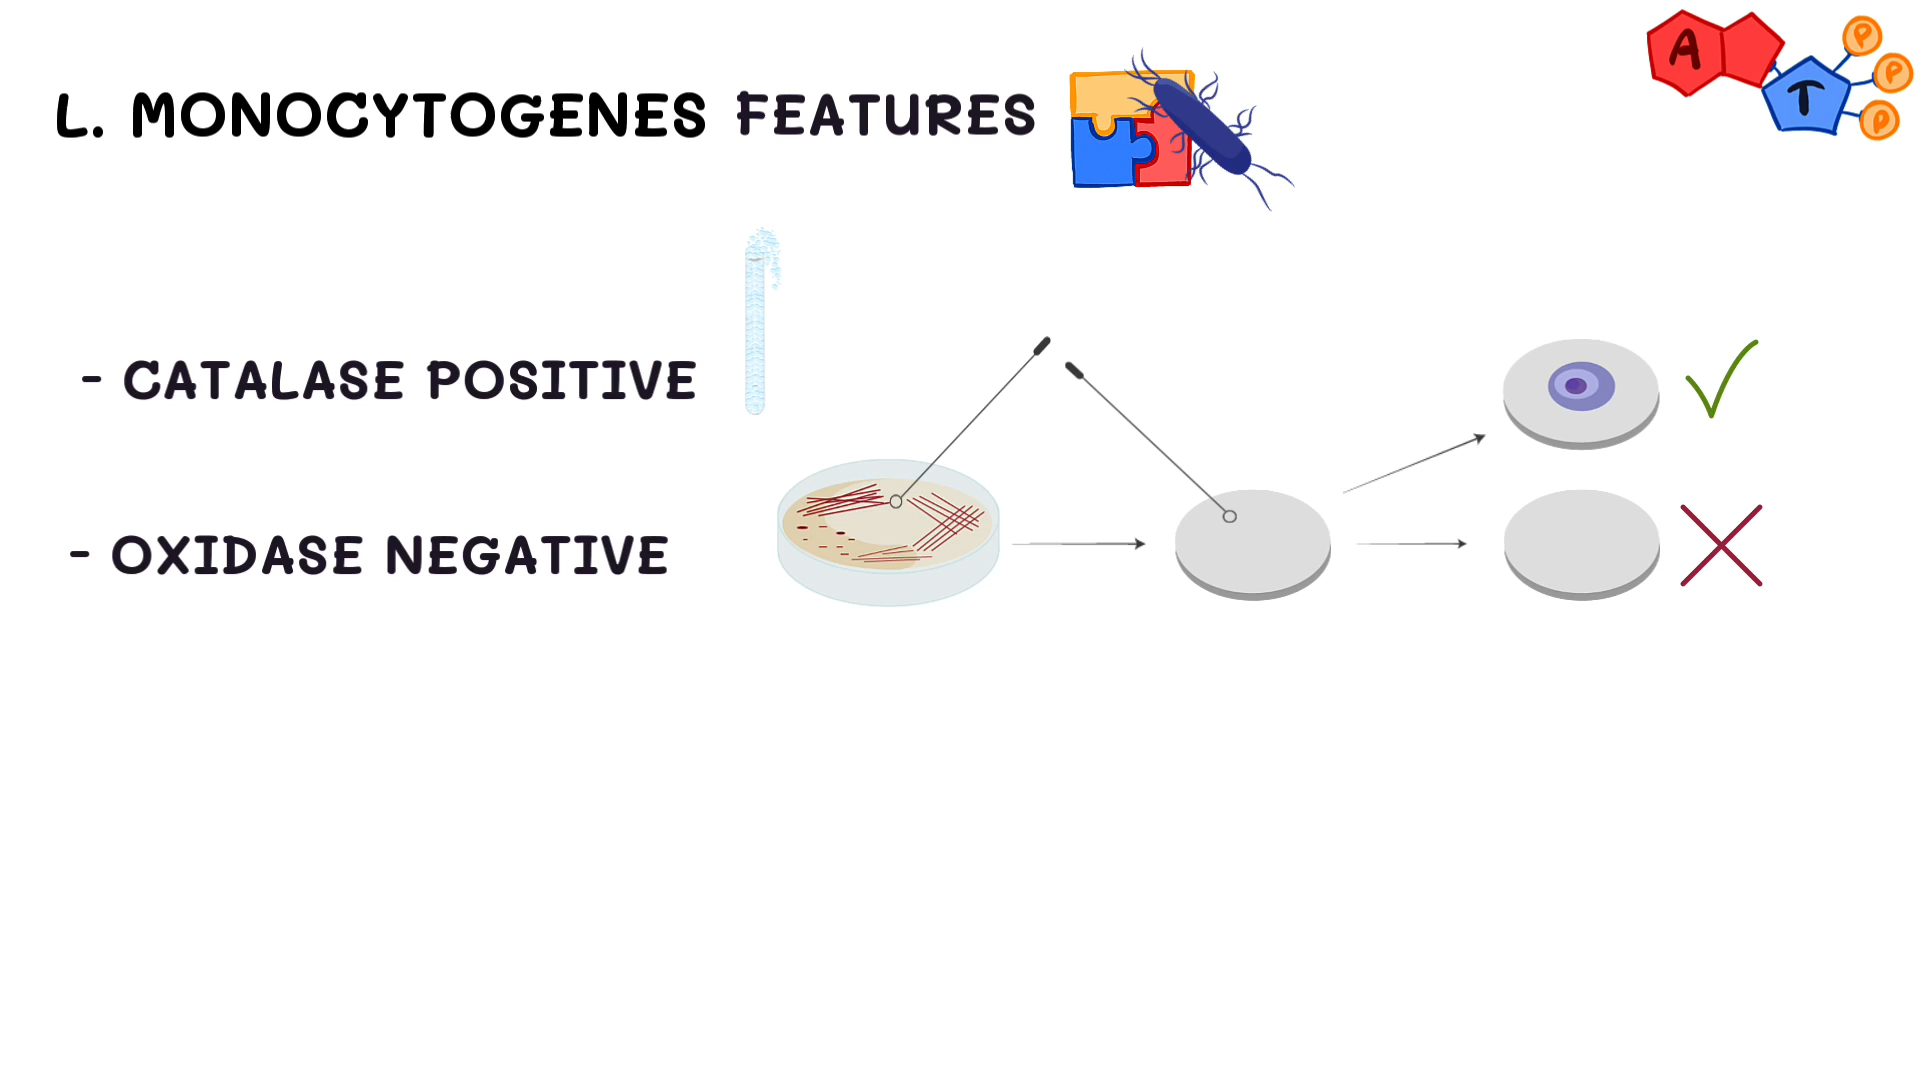 L. MONOCYTOGENES FEATURES
A
T
P
P
P
- CATALASE POSITIVE
- OXIDASE NEGATIVE